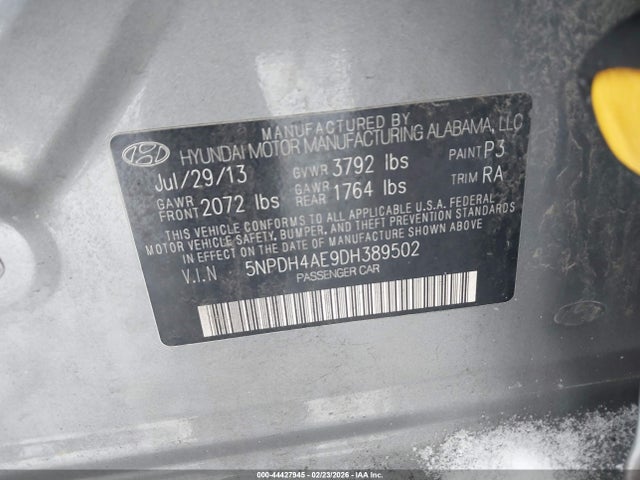 MANUFACTURED BY
HYUNDAI MOTOR MANUFACTURING ALABAMA, LLC
Jul/29/13 GVWR 3792 lbs PAINT P3
GAWR FRONT 2072 lbs GAWR REAR 1764 lbs TRIM RA
THIS VEHICLE CONFORMS TO ALL APPLICABLE U.S.A. FEDERAL
MOTOR VEHICLE SAFETY, BUMPER, AND THEFT PREVENTION STANDARDS
IN EFFECT ON THE DATE OF MANUFACTURE SHOWN ABOVE.
V.I.N 5NPDH4AE9DH389502
PASSENGER CAR
000-44427945 - 02/23/2026 - COPYRIGHT IAA, LLC